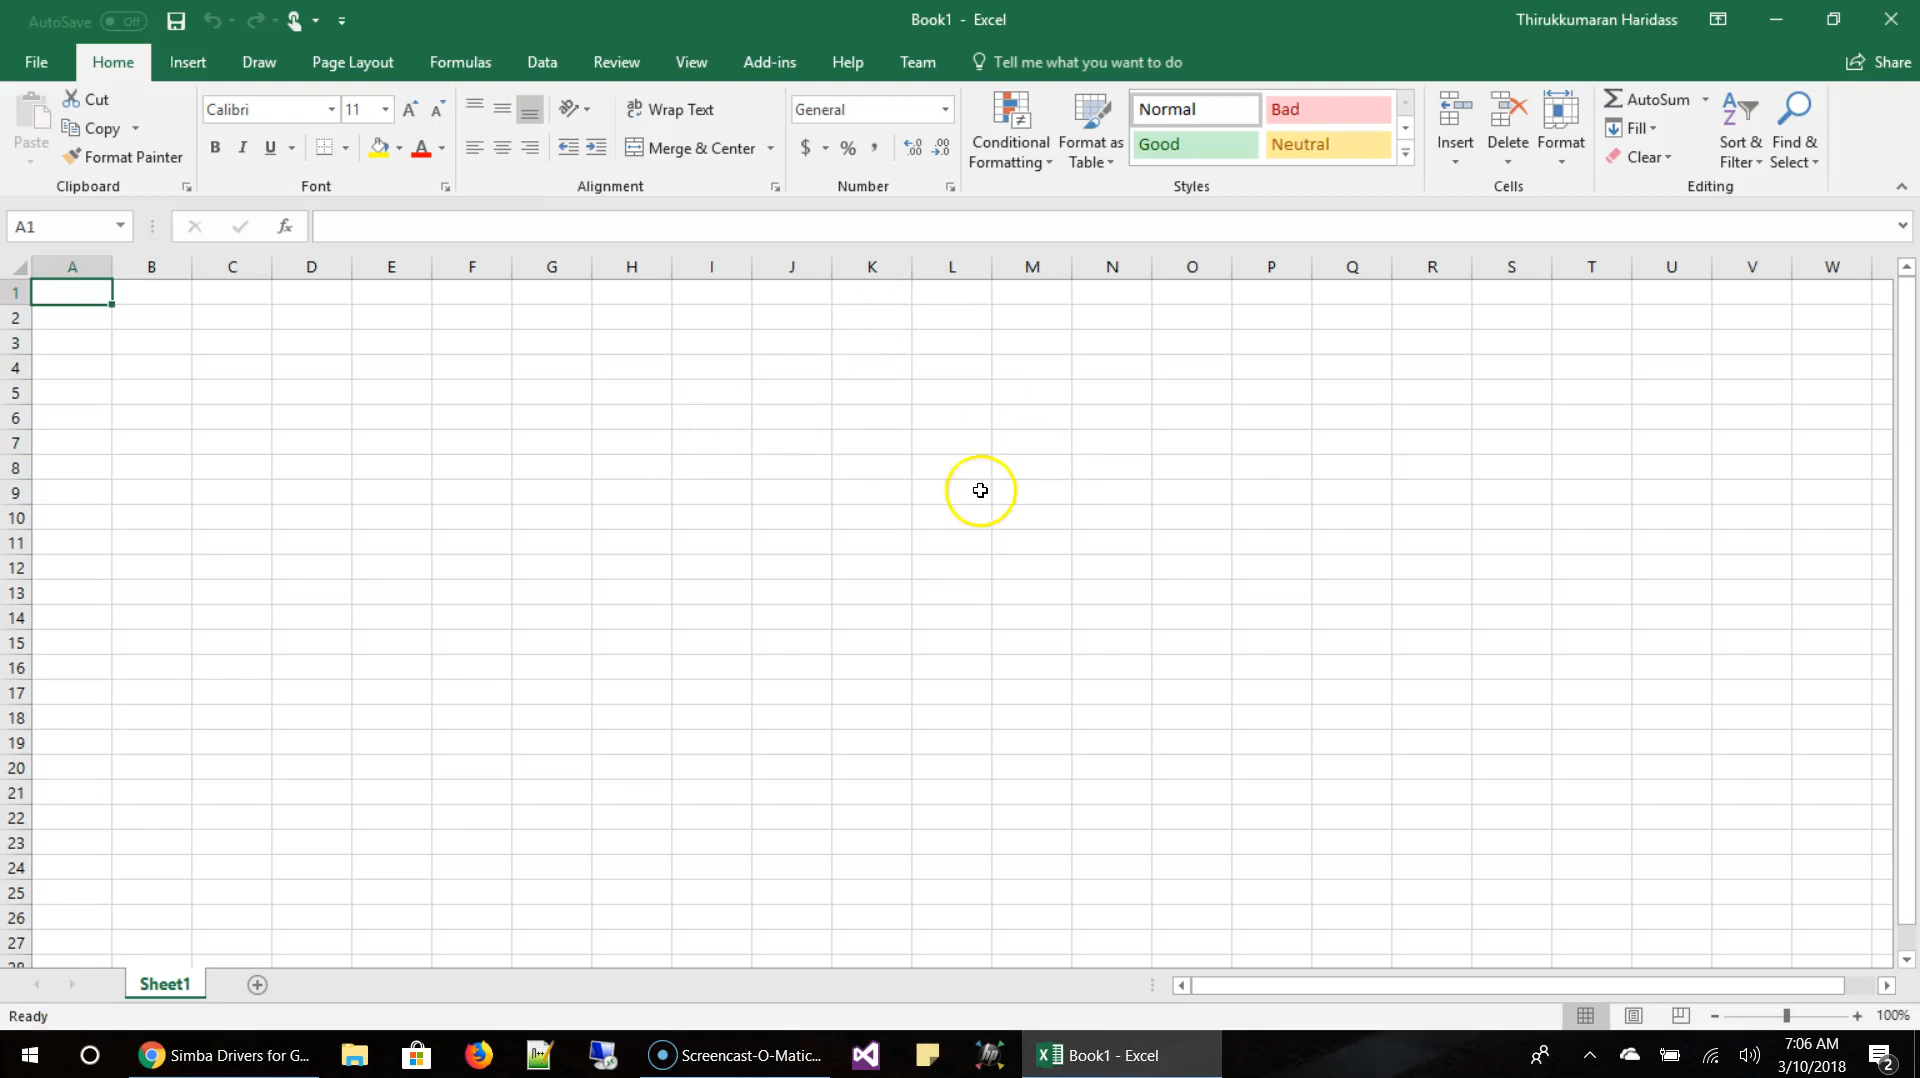 AutoSave Off
Book1 - Excel
Thirukkumaran Haridass
File Home Insert Draw Page Layout Formulas Data Review View Add-ins Help Team Tell me what you want to do Share
Paste
Cut
Copy
Format Painter
Clipboard
Calibri 11
B I U A
Font
Wrap Text
Merge & Center
Alignment
General
$ % ,
Number
Conditional Formatting
Format as Table
Normal Bad
Good Neutral
Styles
Insert Delete Format
Cells
AutoSum
Fill
Clear
Sort & Filter
Find & Select
Editing
A1 fx
A B C D E F G H I J K L M N O P Q R S T U V W
1
2
3
4
5
6
7
8
9
10
11
12
13
14
15
16
17
18
19
20
21
22
23
24
25
26
27
28
Sheet1
Ready
100%
Simba Drivers for G...
Screencast-O-Matic...
Book1 - Excel
7:06 AM
3/10/2018
2